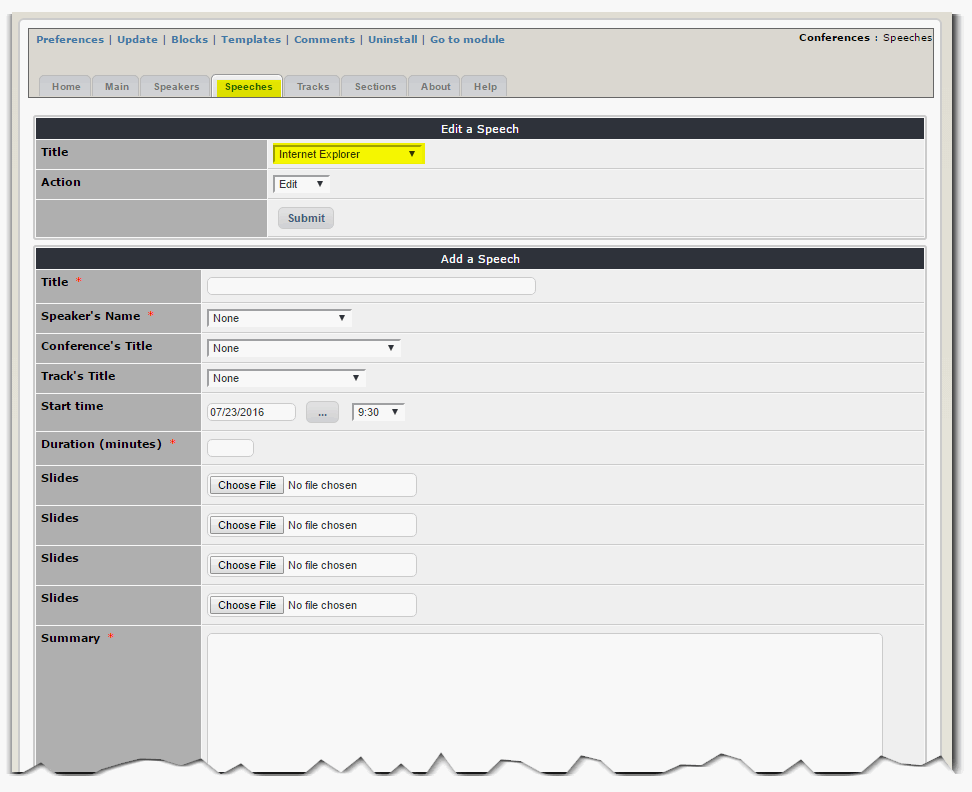 Preferences | Update | Blocks | Templates | Comments | Uninstall | Go to module
Conferences : Speeches
Home Main Speakers Speeches Tracks Sections About Help
Edit a Speech
Title Internet Explorer
Action Edit
Submit
Add a Speech
Title *
Speaker's Name * None
Conference's Title None
Track's Title None
Start time 07/23/2016 ... 9:30
Duration (minutes) *
Slides Choose File No file chosen
Slides Choose File No file chosen
Slides Choose File No file chosen
Slides Choose File No file chosen
Summary *